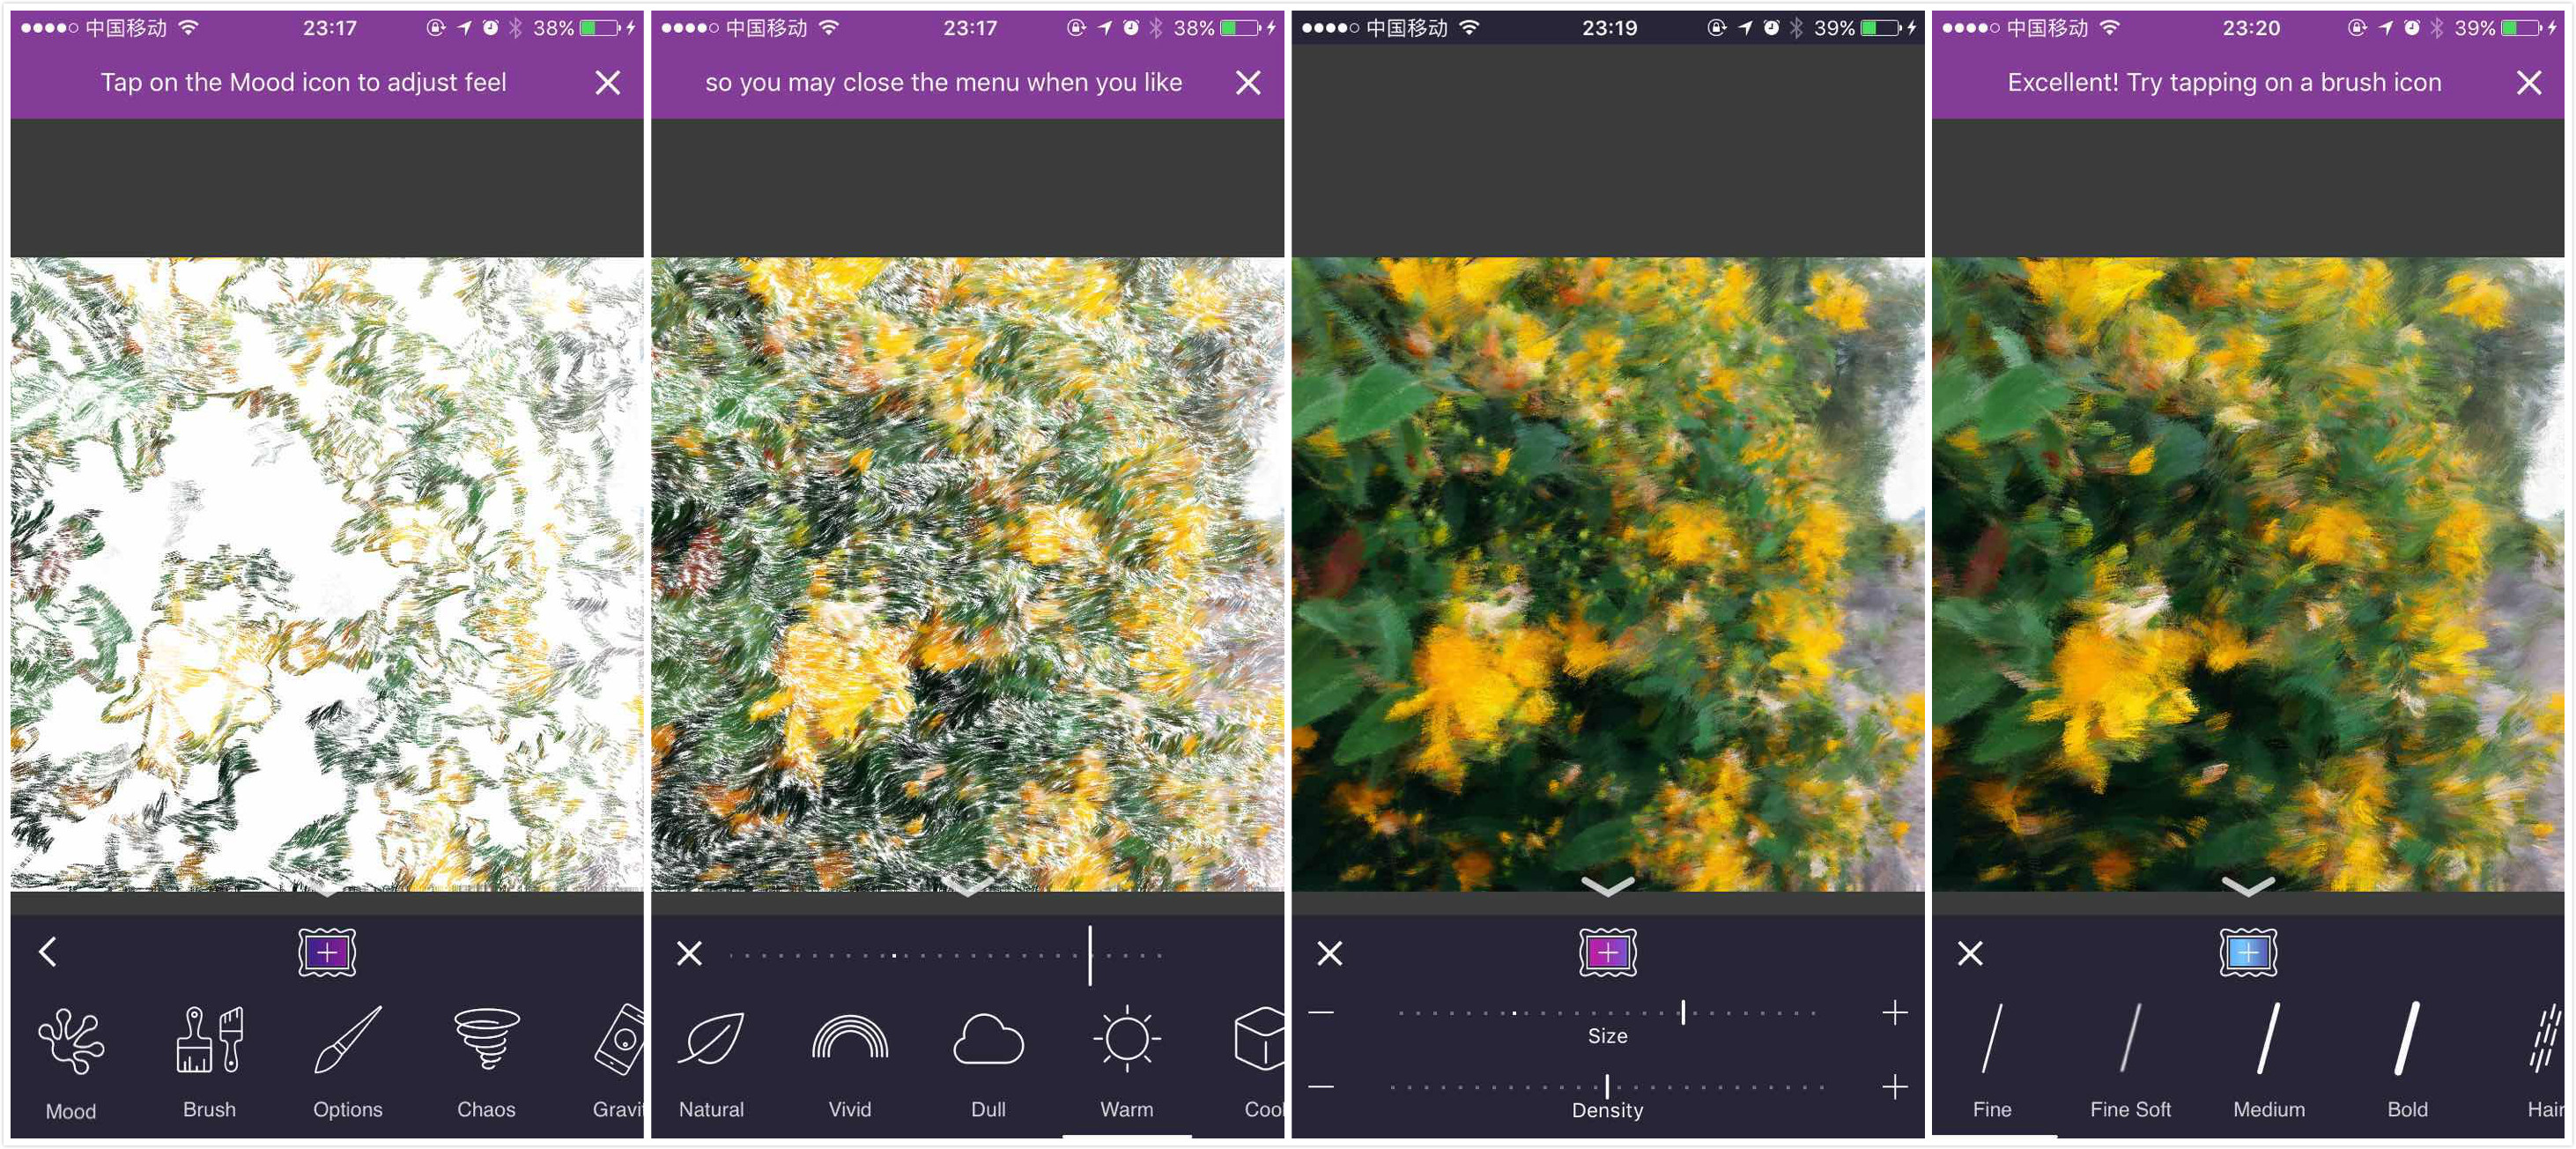 中国移动 23:17 38%
Tap on the Mood icon to adjust feel
Mood Brush Options Chaos Gravi
中国移动 23:17 38%
so you may close the menu when you like
Natural Vivid Dull Warm Cool
中国移动 23:19 39%
Size
Density
中国移动 23:20 39%
Excellent! Try tapping on a brush icon
Fine Fine Soft Medium Bold Hair